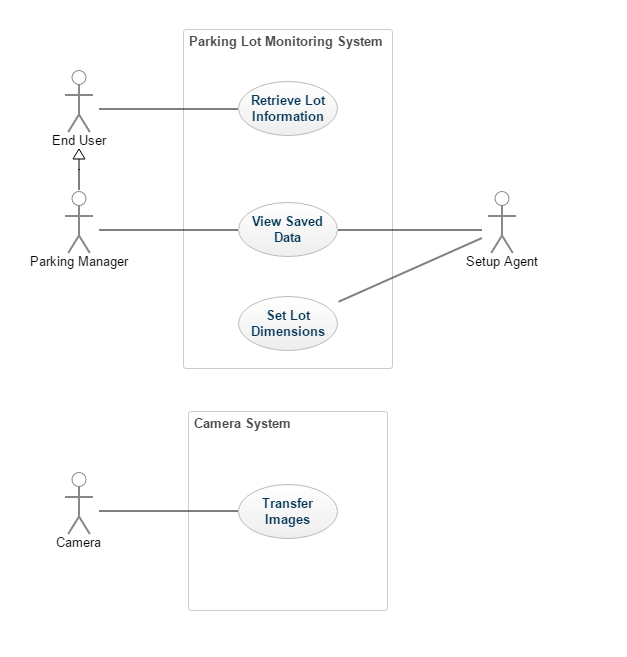 Parking Lot Monitoring System
Retrieve Lot
Information
End User
View Saved
Data
Parking Manager
Setup Agent
Set Lot
Dimensions
Camera System
Transfer
Images
Camera